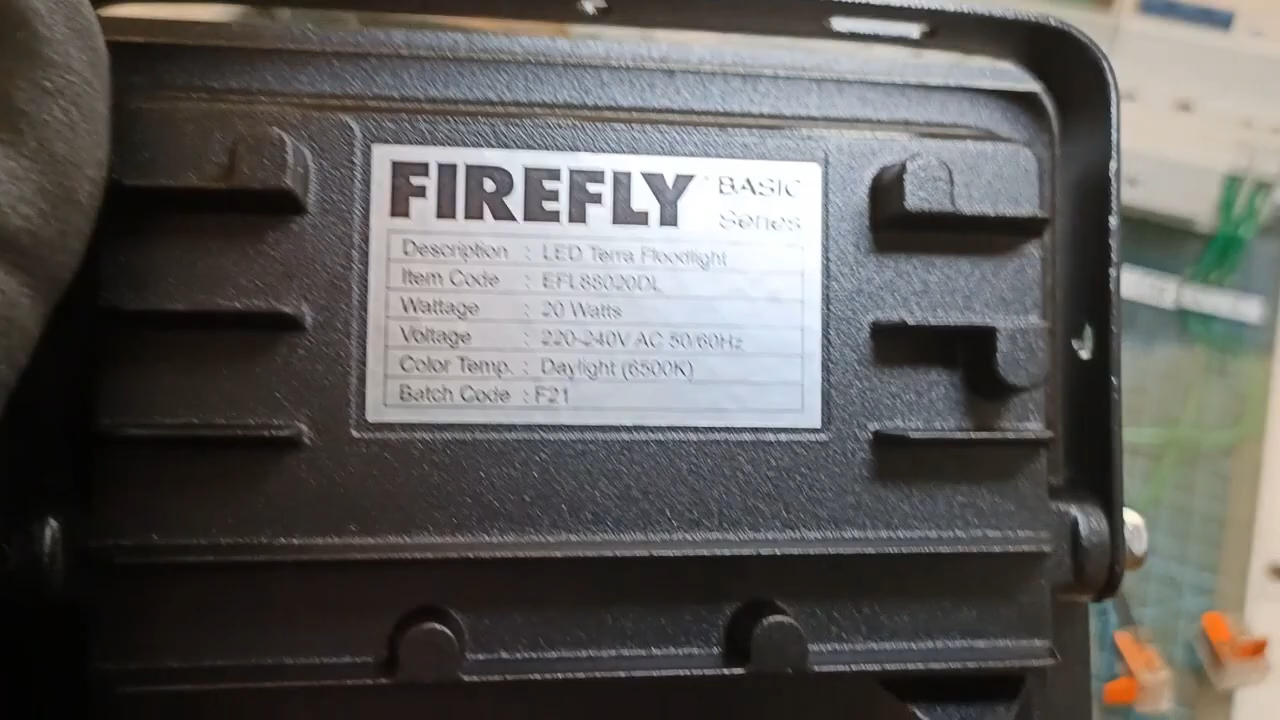 FIREFLY BASIC
Series
Description : LED Terra Floodlight
Item Code : EFL88020DL
Wattage : 20 Watts
Voltage : 220-240V AC 50/60Hz
Color Temp. : Daylight (6500K)
Batch Code : F21